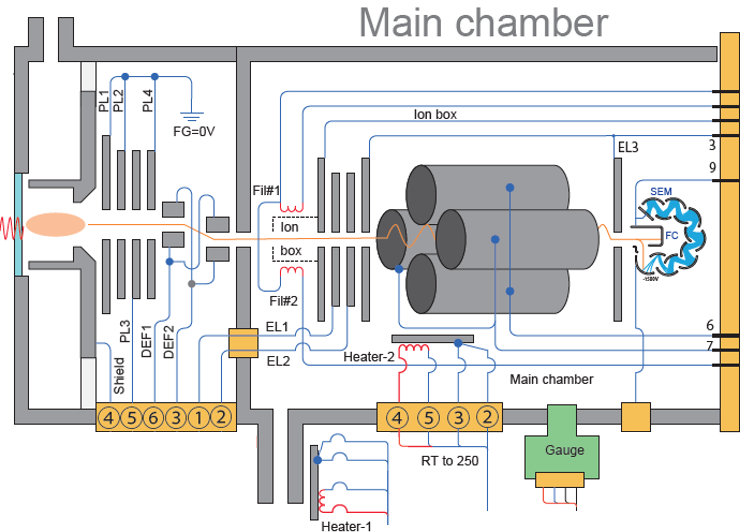 Main chamber
PL1
PL2
PL4
FG=0V
Ion box
3
EL3
9
Fil#1
SEM
Ion
FC
box
-1500V
Fil#2
6
EL1
7
EL2
Heater-2
PL3
DEF1
DEF2
Shield
Main chamber
4 5 6 3 1 2
4 5 3 2
Gauge
RT to 250
Heater-1